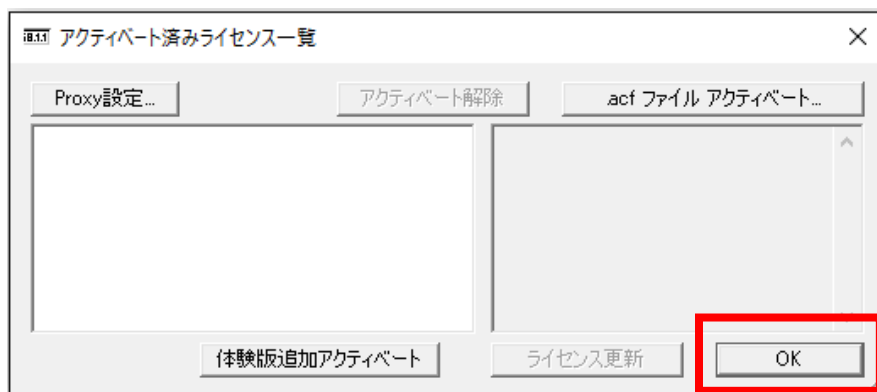 i8.1.1 アクティベート済みライセンス一覧
Proxy設定... アクティベート解除 .acf ファイル アクティベート...
体験版追加アクティベート ライセンス更新 OK